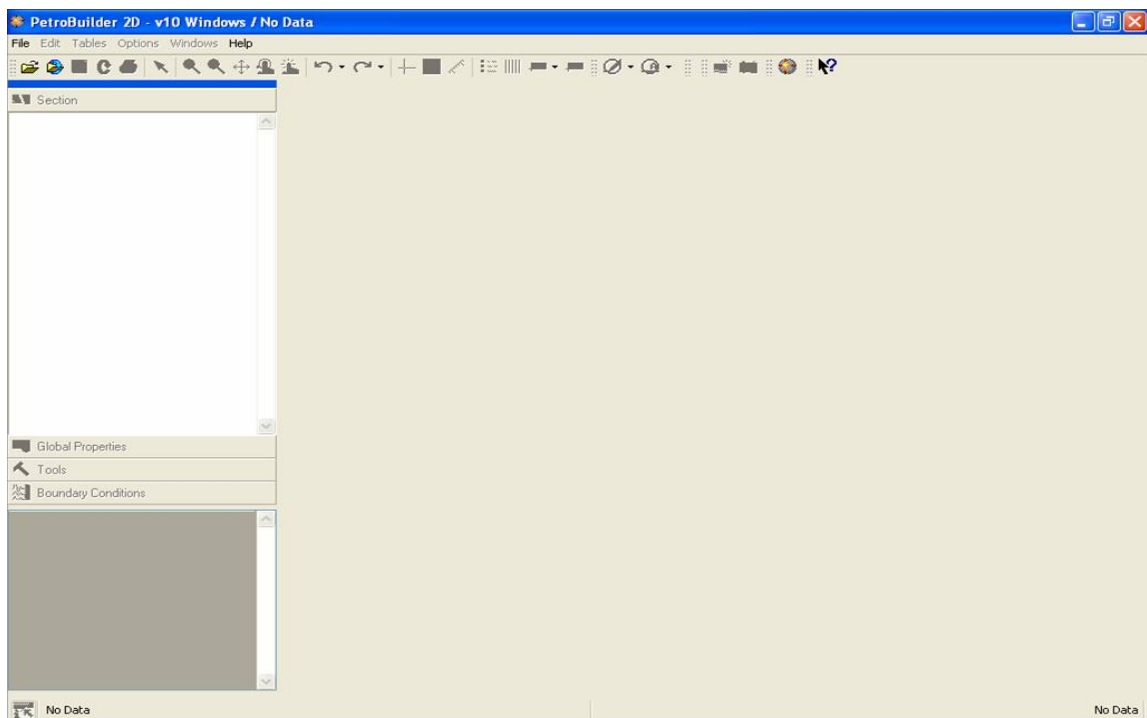 PetroBuilder 2D - v10 Windows / No Data
File Edit Tables Options Windows Help
Section
Global Properties
Tools
Boundary Conditions
No Data No Data